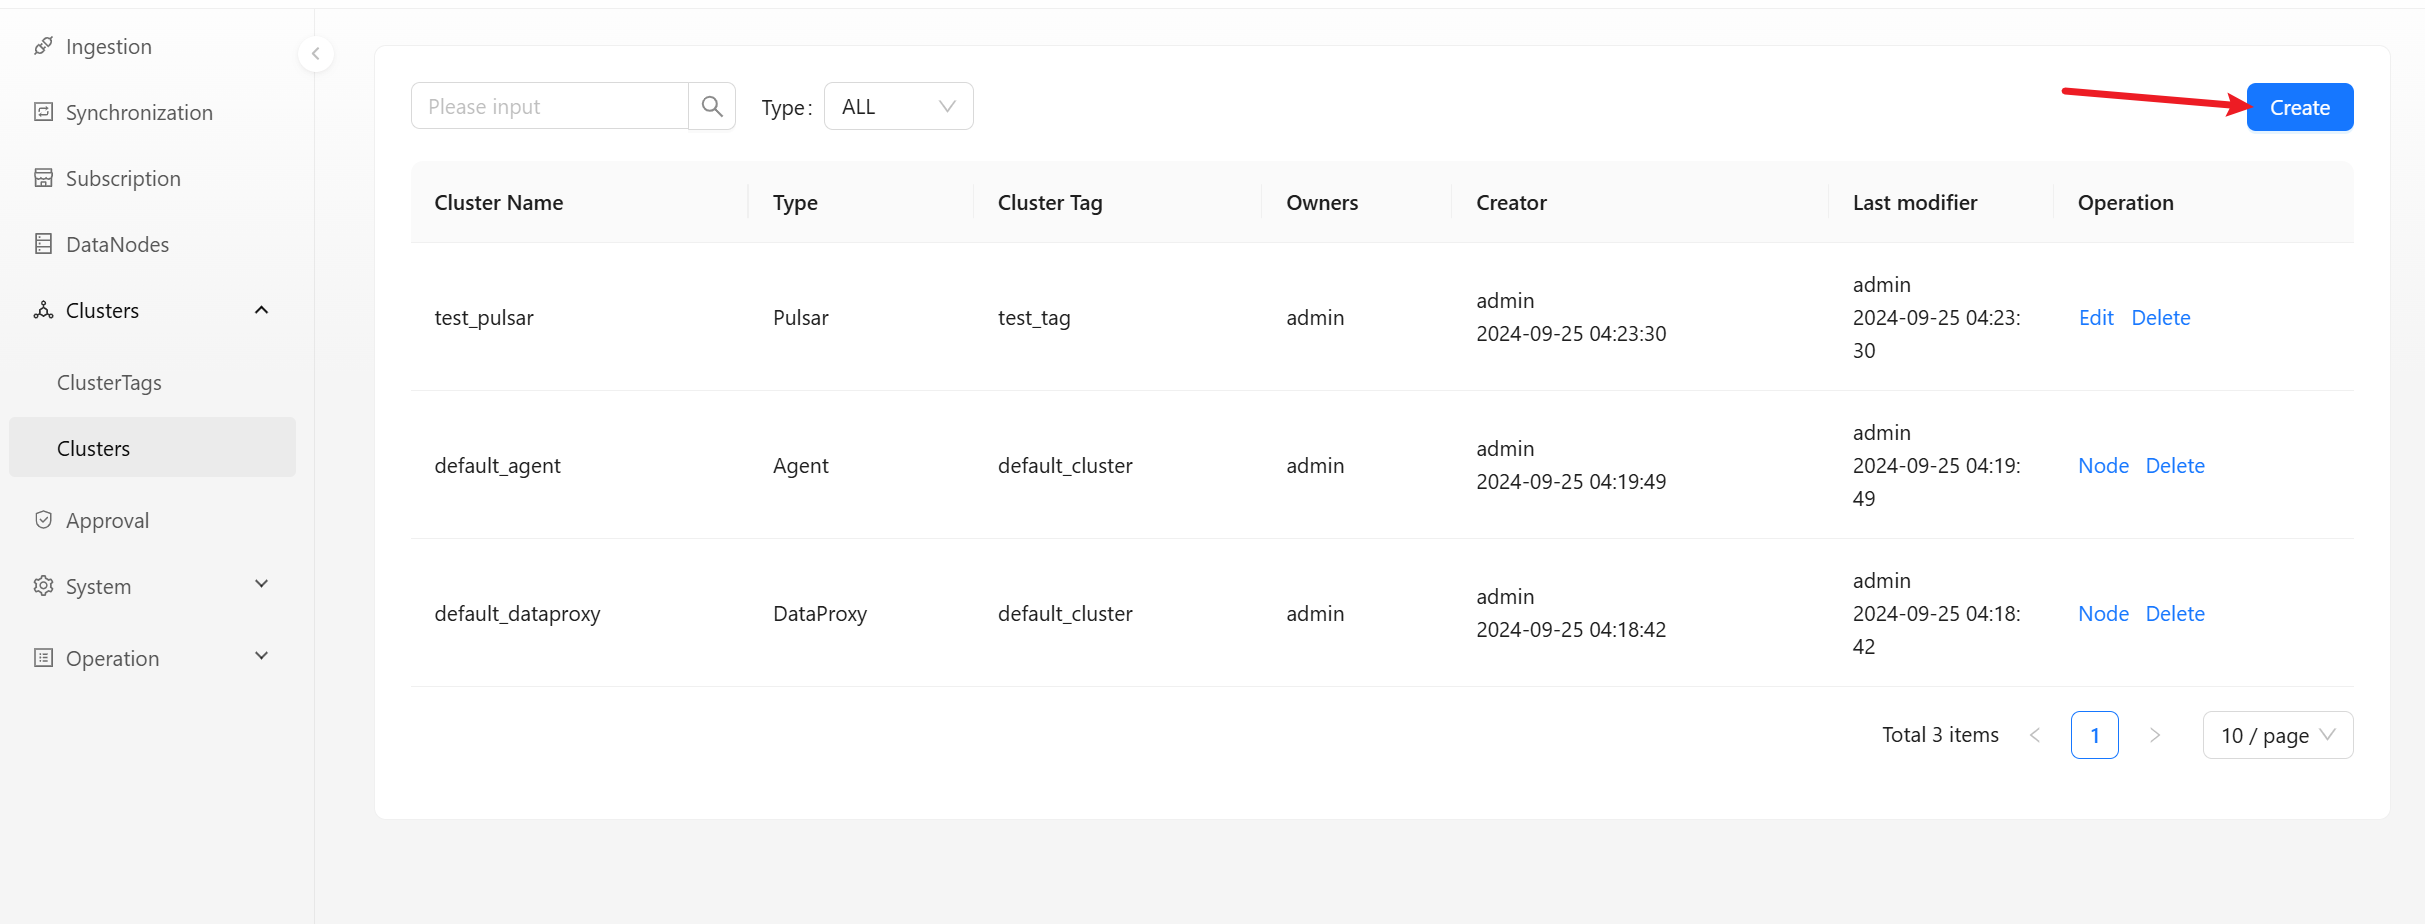 Ingestion
Synchronization
Subscription
DataNodes
Clusters
ClusterTags
Clusters
Approval
System
Operation
Please input
Type :
ALL
Create
Cluster Name
Type
Cluster Tag
Owners
Creator
Last modifier
Operation
test_pulsar
Pulsar
test_tag
admin
admin
2024-09-25 04:23:30
admin
2024-09-25 04:23:
30
Edit
Delete
default_agent
Agent
default_cluster
admin
admin
2024-09-25 04:19:49
admin
2024-09-25 04:19:
49
Node
Delete
default_dataproxy
DataProxy
default_cluster
admin
admin
2024-09-25 04:18:42
admin
2024-09-25 04:18:
42
Node
Delete
Total 3 items
1
10 / page